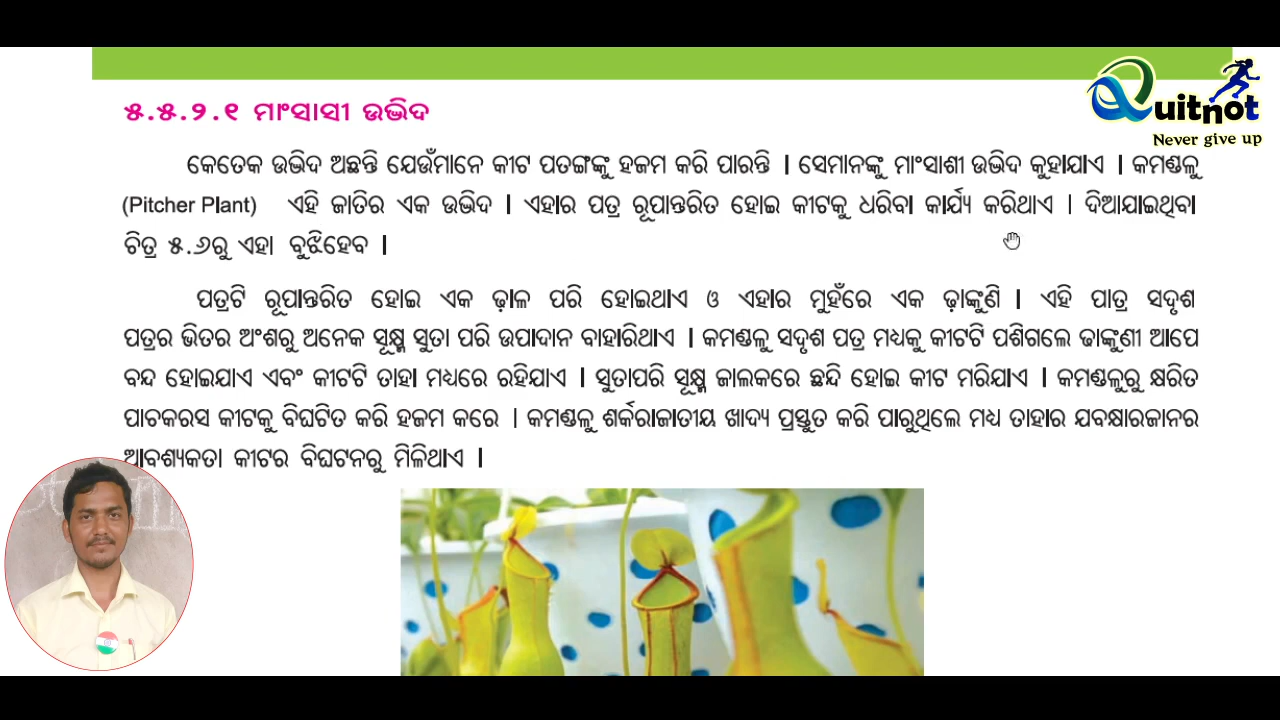 ୫.୫.୨.୧ ମାଂସାସୀ ଉଦ୍ଭିଦ
Quitnot
Never give up
କେତେକ ଉଦ୍ଭିଦ ଅଛନ୍ତି ଯେଉଁମାନେ କୀଟ ପତଙ୍ଗଙ୍କୁ ହଜମ କରି ପାରନ୍ତି । ସେମାନଙ୍କୁ ମାଂସାଶୀ ଉଦ୍ଭିଦ କୁହାଯାଏ । କମଣ୍ଡଳୁ
(Pitcher Plant) ଏହି ଜାତିର ଏକ ଉଦ୍ଭିଦ । ଏହାର ପତ୍ର ରୂପାନ୍ତରିତ ହୋଇ କୀଟକୁ ଧରିବା କାର୍ଯ୍ୟ କରିଥାଏ । ଦିଆଯାଇଥିବା
ଚିତ୍ର ୫.୬ରୁ ଏହା ବୁଝିହେବ ।
ପତ୍ରଟି ରୂପାନ୍ତରିତ ହୋଇ ଏକ ଢ଼ାଳ ପରି ହୋଇଥାଏ ଓ ଏହାର ମୁହଁରେ ଏକ ଢ଼ାଙ୍କୁଣି । ଏହି ପାତ୍ର ସଦୃଶ
ପତ୍ରର ଭିତର ଅଂଶରୁ ଅନେକ ସୂକ୍ଷ୍ମ ସୁତା ପରି ଉପାଦାନ ବାହାରିଥାଏ । କମଣ୍ଡଳୁ ସଦୃଶ ପତ୍ର ମଧ୍ୟକୁ କୀଟଟି ପଶିଗଲେ ଢାଙ୍କୁଣୀ ଆପେ
ବନ୍ଦ ହୋଇଯାଏ ଏବଂ କୀଟଟି ତାହା ମଧ୍ୟରେ ରହିଯାଏ । ସୁତାପରି ସୂକ୍ଷ୍ମ ଜାଲକରେ ଛନ୍ଦି ହୋଇ କୀଟ ମରିଯାଏ । କମଣ୍ଡଳୁରୁ କ୍ଷରିତ
ପାଚକରସ କୀଟକୁ ବିଘଟିତ କରି ହଜମ କରେ । କମଣ୍ଡଳୁ ଶର୍କରାଜାତୀୟ ଖାଦ୍ୟ ପ୍ରସ୍ତୁତ କରି ପାରୁଥିଲେ ମଧ୍ୟ ତାହାର ଯବକ୍ଷାରଜାନର
ଆବଶ୍ୟକତା କୀଟର ବିଘଟନରୁ ମିଳିଥାଏ ।